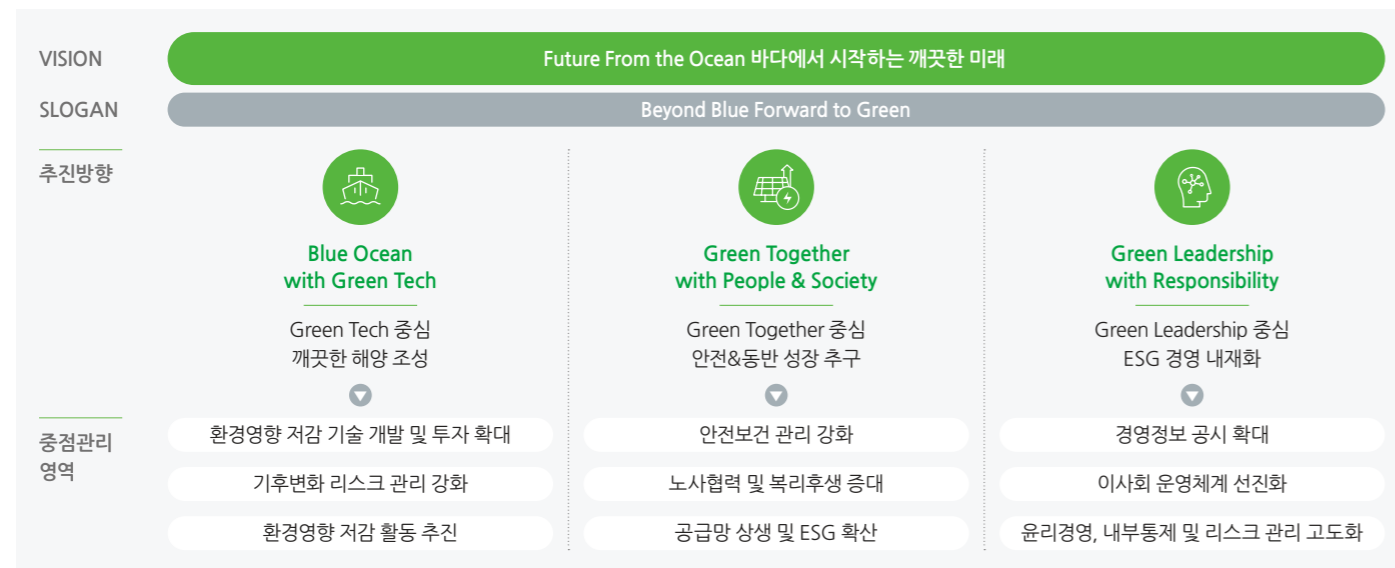 VISION
Future From the Ocean 바다에서 시작하는 깨끗한 미래
SLOGAN
Beyond Blue Forward to Green
추진방향
Blue Ocean
with Green Tech
Green Tech 중심
깨끗한 해양 조성
Green Together
with People & Society
Green Together 중심
안전&동반 성장 추구
Green Leadership
with Responsibility
Green Leadership 중심
ESG 경영 내재화
중점관리
영역
환경영향 저감 기술 개발 및 투자 확대
기후변화 리스크 관리 강화
환경영향 저감 활동 추진
안전보건 관리 강화
노사협력 및 복리후생 증대
공급망 상생 및 ESG 확산
경영정보 공시 확대
이사회 운영체계 선진화
윤리경영, 내부통제 및 리스크 관리 고도화